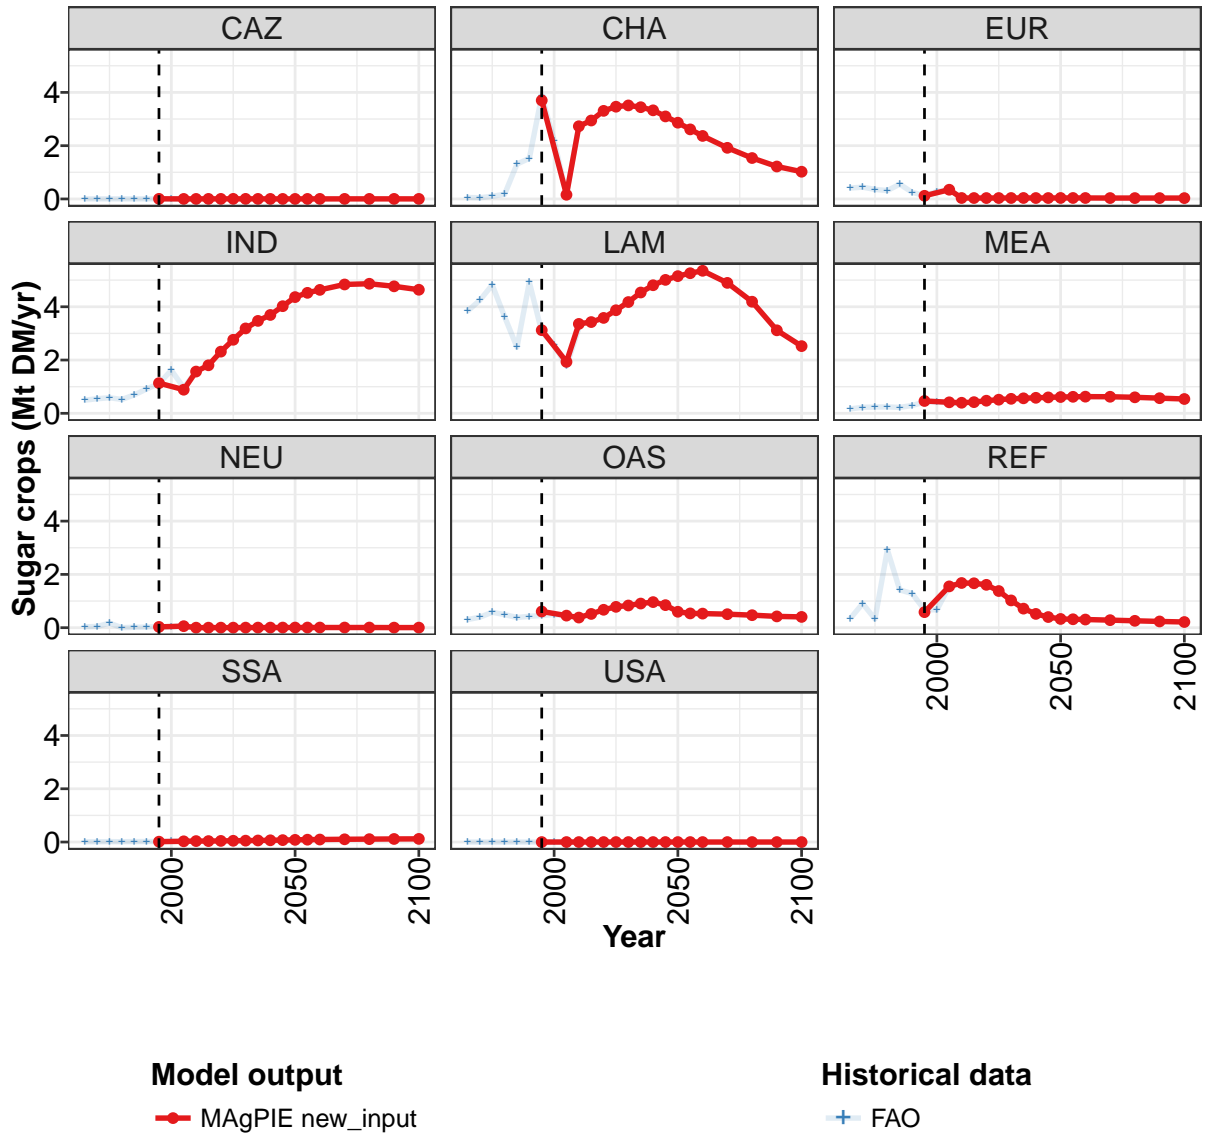 CAZ CHA EUR
4
2
0
IND LAM MEA
4
2
0
Sugar crops (Mt DM/yr)
NEU OAS REF
4
2
0
2000 2050 2100
SSA USA
4
2
0
2000 2050 2100 2000 2050 2100
Year
Model output Historical data
MAgPIE new_input FAO